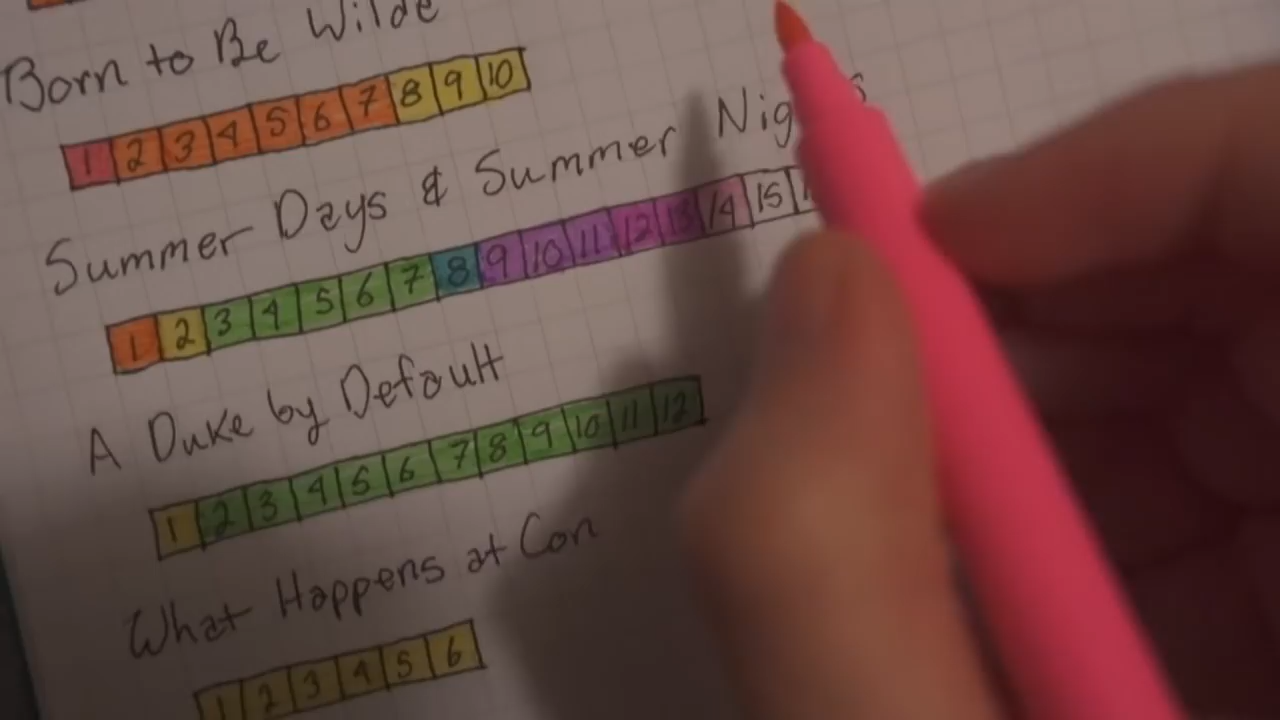 Born to Be Wilde
1 2 3 4 5 6 7 8 9 10
Summer Days & Summer
1 2 3 4 5 6 7 8 9 10 11 12 13 14 15
A Duke by Default
1 2 3 4 5 6 7 8 9 10 11 12
What Happens at Con
1 2 3 4 5 6